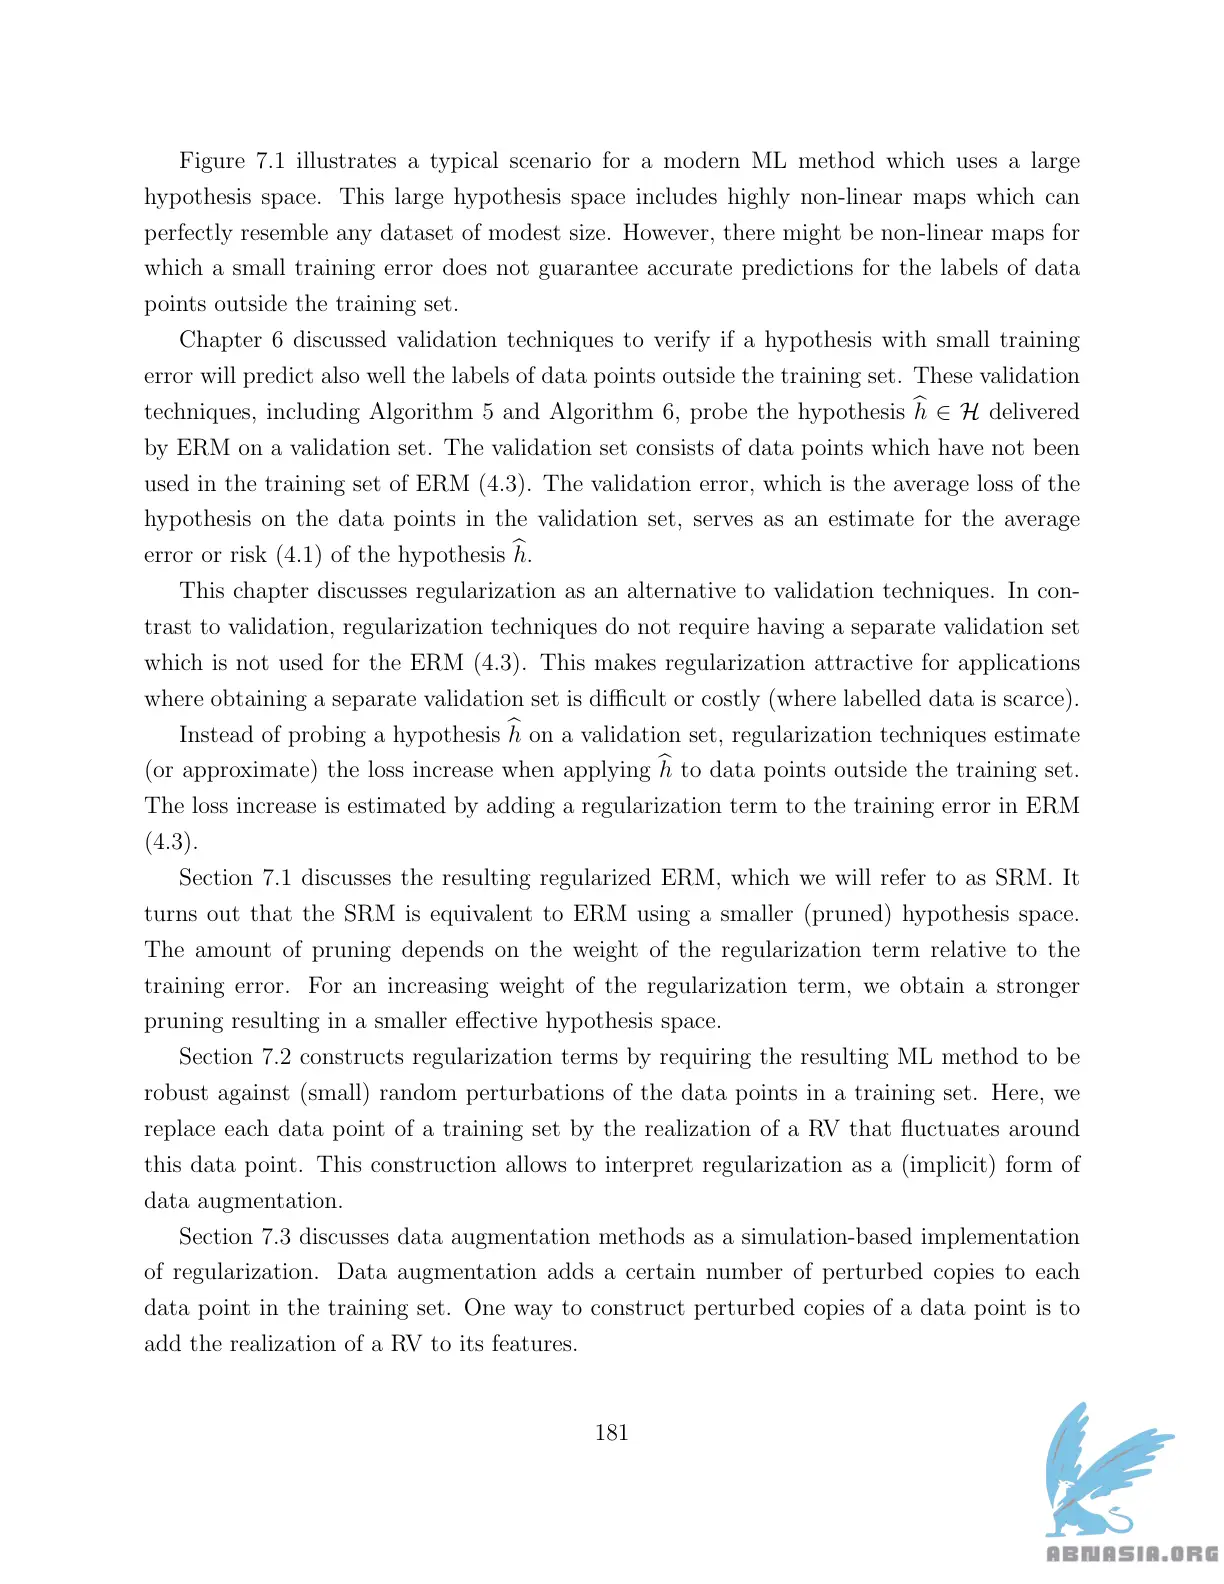 Figure 7.1 illustrates a typical scenario for a modern ML method which uses a large
hypothesis space. This large hypothesis space includes highly non-linear maps which can
perfectly resemble any dataset of modest size. However, there might be non-linear maps for
which a small training error does not guarantee accurate predictions for the labels of data
points outside the training set.
Chapter 6 discussed validation techniques to verify if a hypothesis with small training
error will predict also well the labels of data points outside the training set. These validation
techniques, including Algorithm 5 and Algorithm 6, probe the hypothesis ĥ ∈ ℋ delivered
by ERM on a validation set. The validation set consists of data points which have not been
used in the training set of ERM (4.3). The validation error, which is the average loss of the
hypothesis on the data points in the validation set, serves as an estimate for the average
error or risk (4.1) of the hypothesis ĥ.
This chapter discusses regularization as an alternative to validation techniques. In con-
trast to validation, regularization techniques do not require having a separate validation set
which is not used for the ERM (4.3). This makes regularization attractive for applications
where obtaining a separate validation set is difficult or costly (where labelled data is scarce).
Instead of probing a hypothesis ĥ on a validation set, regularization techniques estimate
(or approximate) the loss increase when applying ĥ to data points outside the training set.
The loss increase is estimated by adding a regularization term to the training error in ERM
(4.3).
Section 7.1 discusses the resulting regularized ERM, which we will refer to as SRM. It
turns out that the SRM is equivalent to ERM using a smaller (pruned) hypothesis space.
The amount of pruning depends on the weight of the regularization term relative to the
training error. For an increasing weight of the regularization term, we obtain a stronger
pruning resulting in a smaller effective hypothesis space.
Section 7.2 constructs regularization terms by requiring the resulting ML method to be
robust against (small) random perturbations of the data points in a training set. Here, we
replace each data point of a training set by the realization of a RV that fluctuates around
this data point. This construction allows to interpret regularization as a (implicit) form of
data augmentation.
Section 7.3 discusses data augmentation methods as a simulation-based implementation
of regularization. Data augmentation adds a certain number of perturbed copies to each
data point in the training set. One way to construct perturbed copies of a data point is to
add the realization of a RV to its features.
181
ABNASIA.ORG